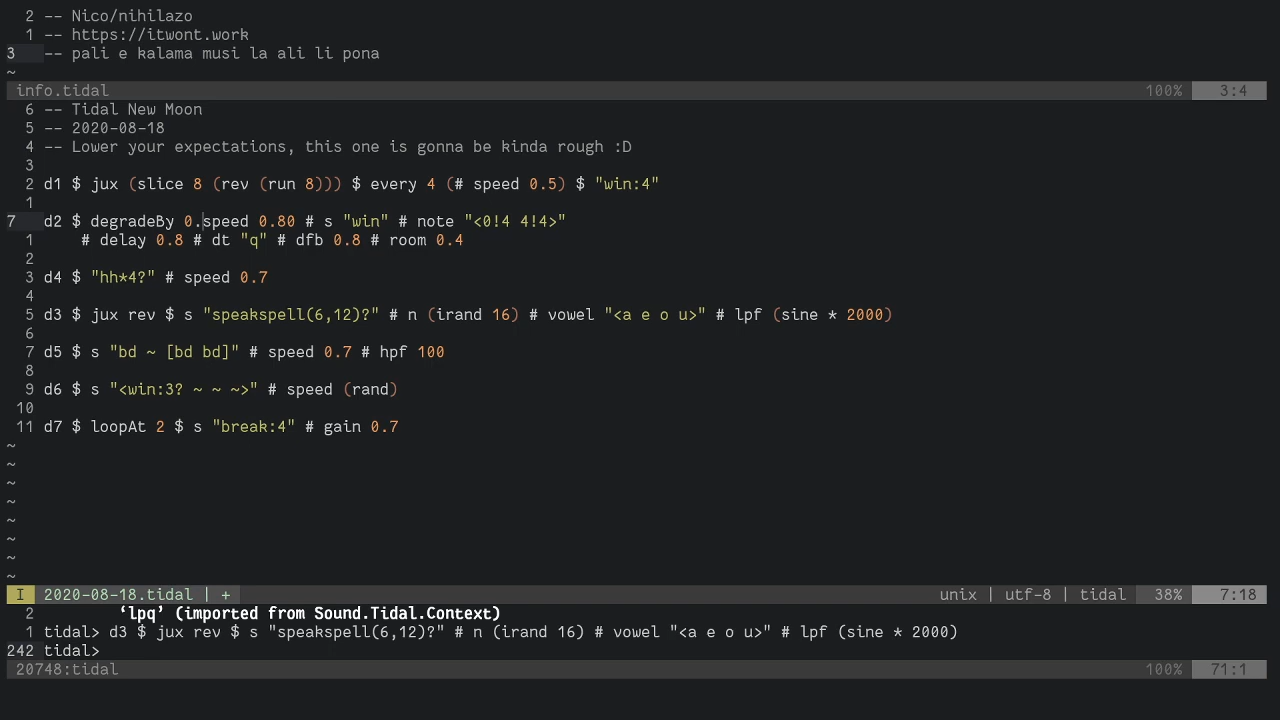 2 -- Nico/nihilazo
1 -- https://itwont.work
3 -- pali e kalama musi la ali li pona
~
info.tidal 100% 3:4
6 -- Tidal New Moon
5 -- 2020-08-18
4 -- Lower your expectations, this one is gonna be kinda rough :D
3
2 d1 $ jux (slice 8 (rev (run 8))) $ every 4 (# speed 0.5) $ "win:4"
1
7 d2 $ degradeBy 0.speed 0.80 # s "win" # note "<0!4 4!4>"
1 # delay 0.8 # dt "q" # dfb 0.8 # room 0.4
2
3 d4 $ "hh*4?" # speed 0.7
4
5 d3 $ jux rev $ s "speakspell(6,12)?" # n (irand 16) # vowel "<a e o u>" # lpf (sine * 2000)
6
7 d5 $ s "bd ~ [bd bd]" # speed 0.7 # hpf 100
8
9 d6 $ s "<win:3? ~ ~ ~>" # speed (rand)
10
11 d7 $ loopAt 2 $ s "break:4" # gain 0.7
~
~
~
~
~
~
~
~
I 2020-08-18.tidal | + unix | utf-8 | tidal 38% 7:18
2 ‘lpq’ (imported from Sound.Tidal.Context)
1 tidal> d3 $ jux rev $ s "speakspell(6,12)?" # n (irand 16) # vowel "<a e o u>" # lpf (sine * 2000)
242 tidal>
20748:tidal 100% 71:1